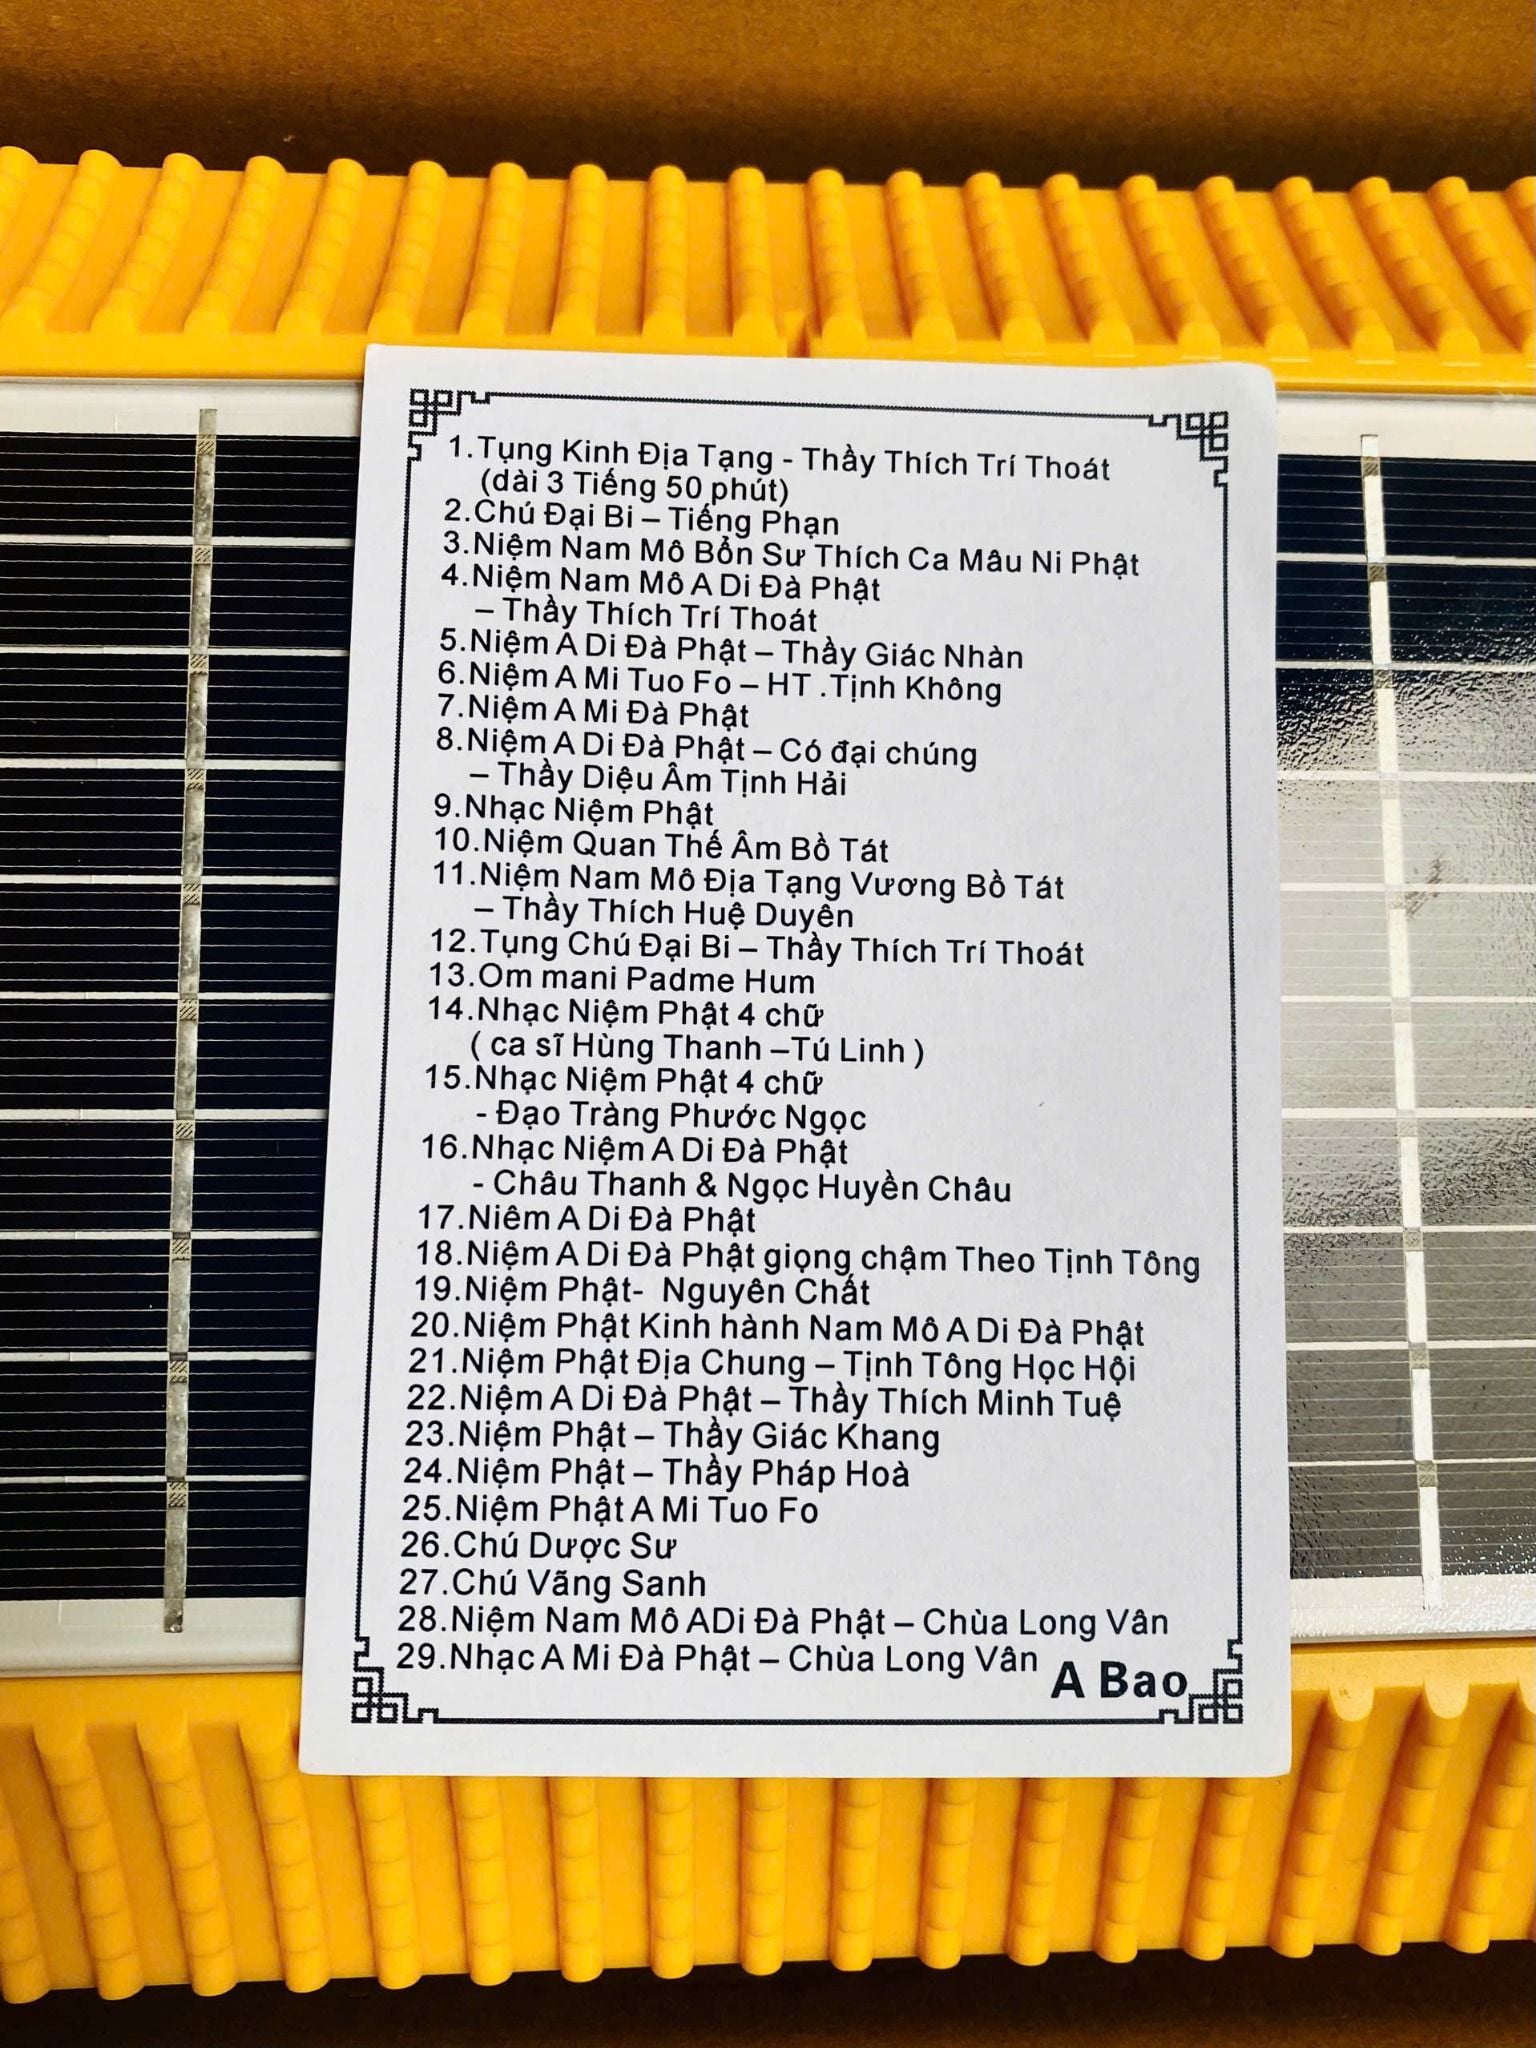 1.Tụng Kinh Địa Tạng - Thầy Thích Trí Thoát
(dài 3 Tiếng 50 phút)
2.Chú Đại Bi – Tiếng Phạn
3.Niệm Nam Mô Bổn Sư Thích Ca Mâu Ni Phật
4.Niệm Nam Mô A Di Đà Phật
– Thầy Thích Trí Thoát
5.Niệm A Di Đà Phật – Thầy Giác Nhàn
6.Niệm A Mi Tuo Fo – HT .Tịnh Không
7.Niệm A Mi Đà Phật
8.Niệm A Di Đà Phật – Có đại chúng
– Thầy Diệu Âm Tịnh Hải
9.Nhạc Niệm Phật
10.Niệm Quan Thế Âm Bồ Tát
11.Niệm Nam Mô Địa Tạng Vương Bồ Tát
– Thầy Thích Huệ Duyên
12.Tụng Chú Đại Bi – Thầy Thích Trí Thoát
13.Om mani Padme Hum
14.Nhạc Niệm Phật 4 chữ
( ca sĩ Hùng Thanh –Tú Linh )
15.Nhạc Niệm Phật 4 chữ
- Đạo Tràng Phước Ngọc
16.Nhạc Niệm A Di Đà Phật
- Châu Thanh & Ngọc Huyền Châu
17.Niêm A Di Đà Phật
18.Niệm A Di Đà Phật giọng chậm Theo Tịnh Tông
19.Niệm Phật- Nguyên Chất
20.Niệm Phật Kinh hành Nam Mô A Di Đà Phật
21.Niệm Phật Địa Chung – Tịnh Tông Học Hội
22.Niệm A Di Đà Phật – Thầy Thích Minh Tuệ
23.Niệm Phật – Thầy Giác Khang
24.Niệm Phật – Thầy Pháp Hoà
25.Niệm Phật A Mi Tuo Fo
26.Chú Dược Sư
27.Chú Vãng Sanh
28.Niệm Nam Mô ADi Đà Phật – Chùa Long Vân
29.Nhạc A Mi Đà Phật – Chùa Long Vân
A Bao